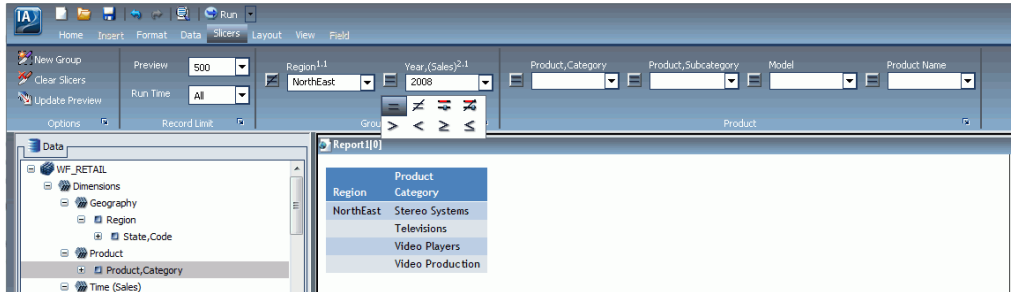 IA
Run
Home Insert Format Data Slicers Layout View Field
New Group
Clear Slicers
Update Preview
Options
Preview 500
Run Time All
Record Limit
Region1.1
NorthEast
Year,(Sales)2.1
2008
Grou
= ≠
> < ≥ ≤
Product,Category
Product,Subcategory
Model
Product Name
Product
Data
WF_RETAIL
Dimensions
Geography
Region
State,Code
Product
Product,Category
Time (Sales)
Report1[0]
Product
Region Category
NorthEast Stereo Systems
Televisions
Video Players
Video Production